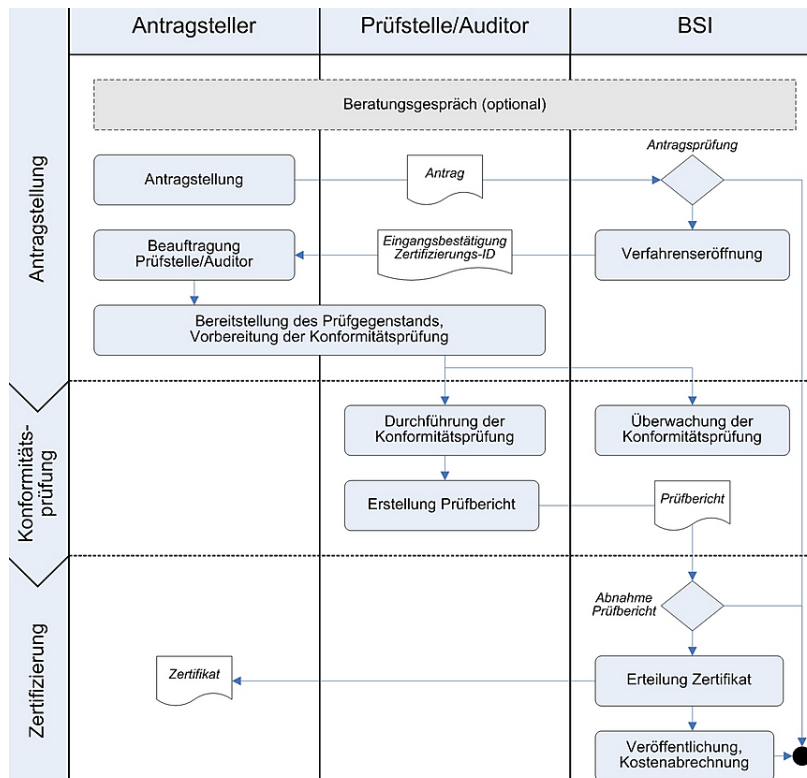 Antragsteller
Prüfstelle/Auditor
BSI
Antragstellung
Beratungsgespräch (optional)
Antragsprüfung
Antragstellung
Antrag
Beauftragung
Prüfstelle/Auditor
Eingangsbestätigung
Zertifizierungs-ID
Verfahrenseröffnung
Bereitstellung des Prüfgegenstands,
Vorbereitung der Konformitätsprüfung
Konformitäts-
prüfung
Durchführung der
Konformitätsprüfung
Überwachung der
Konformitätsprüfung
Erstellung Prüfbericht
Prüfbericht
Zertifizierung
Abnahme
Prüfbericht
Zertifikat
Erteilung Zertifikat
Veröffentlichung,
Kostenabrechnung